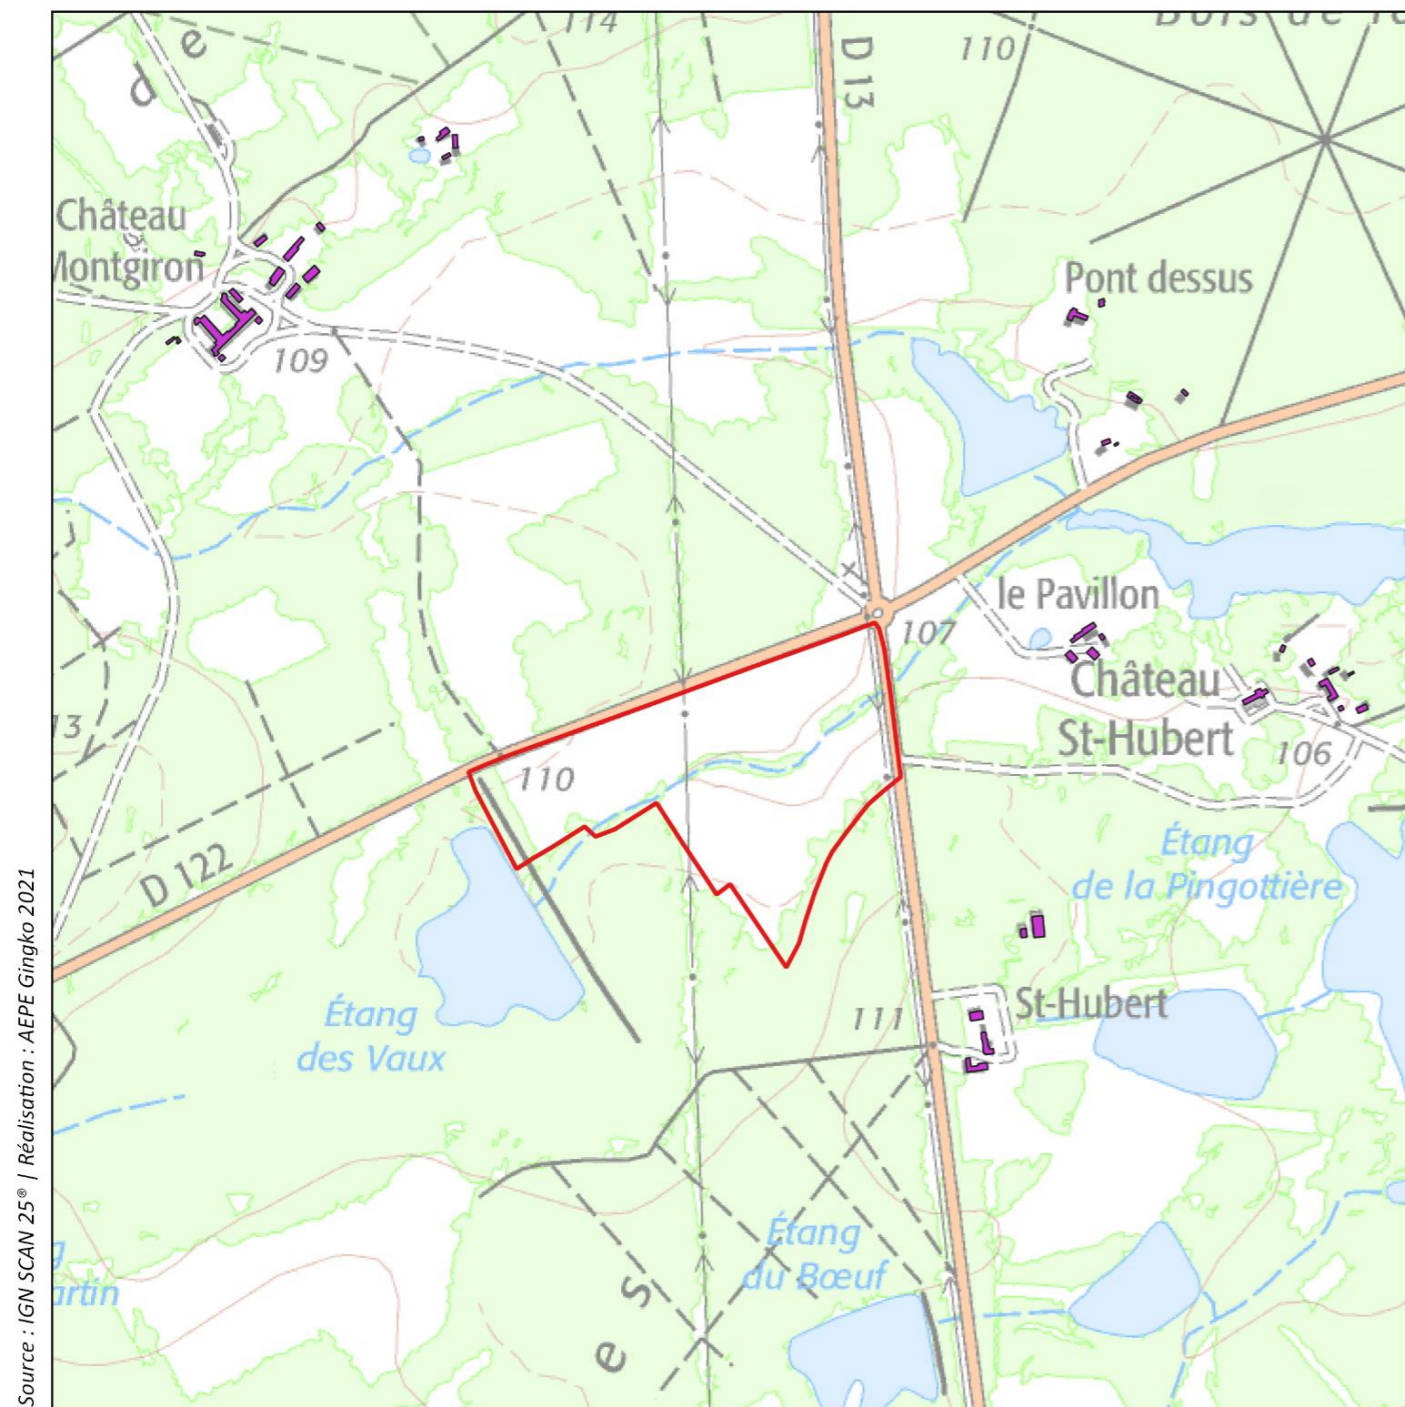 114
D 13
110
d
e
Château
Montgiron
109
Pont dessus
le Pavillon
107
Château
St-Hubert
106
13
110
D 122
Étang
de la Pingottière
Étang
des Vaux
111
St-Hubert
Étang
du Bœuf
artin
e
s
Source : IGN SCAN 25® | Réalisation : AEPE Gingko 2021